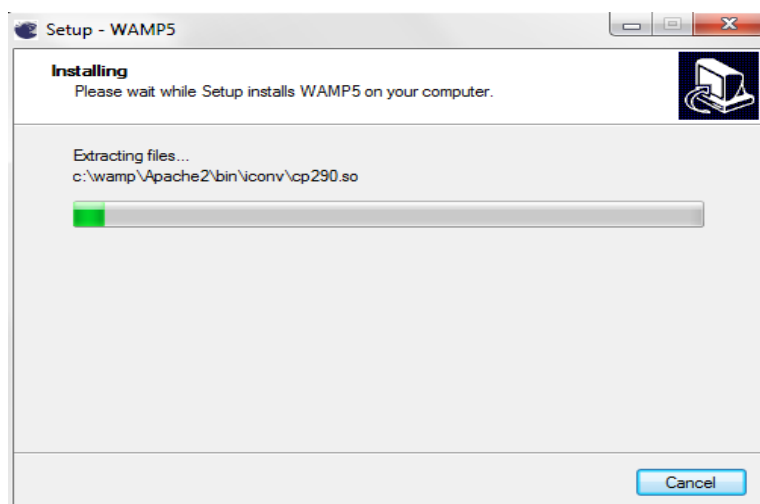 Setup - WAMP5
Installing
Please wait while Setup installs WAMP5 on your computer.
Extracting files...
c:\wamp\Apache2\bin\iconv\cp290.so
Cancel